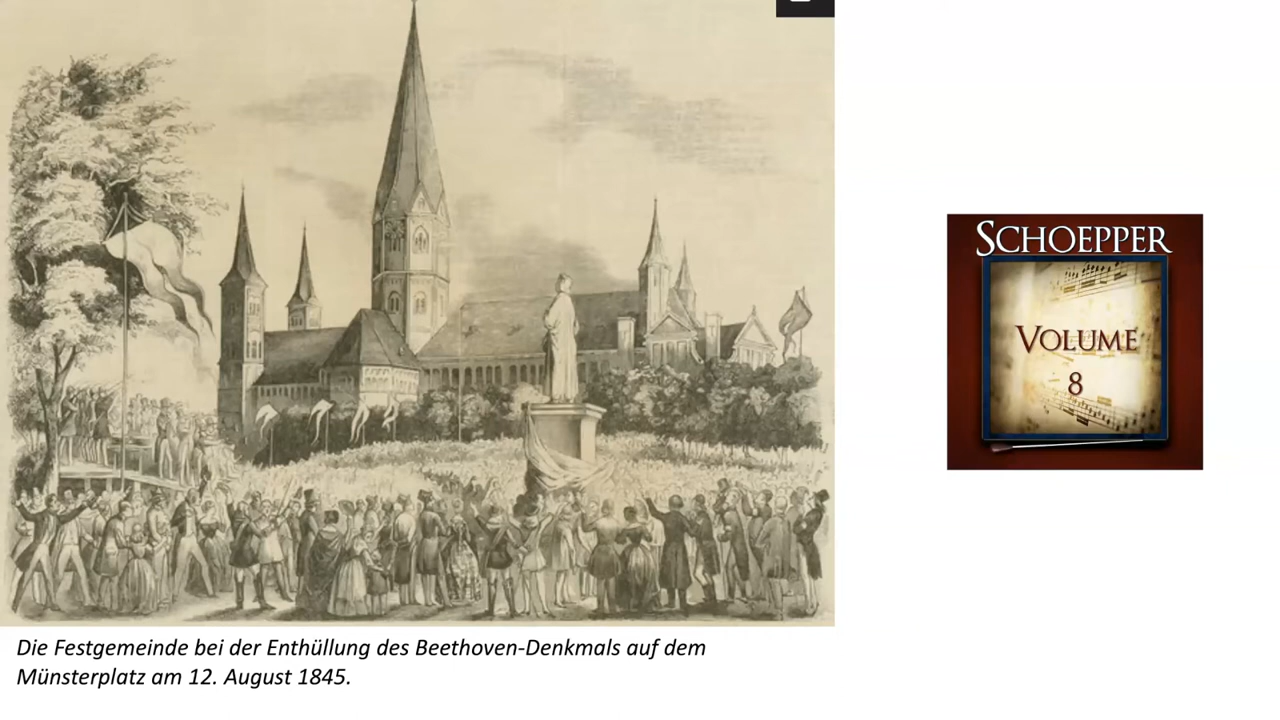 SCHOEPPER
VOLUME
8
Die Festgemeinde bei der Enthüllung des Beethoven-Denkmals auf dem
Münsterplatz am 12. August 1845.